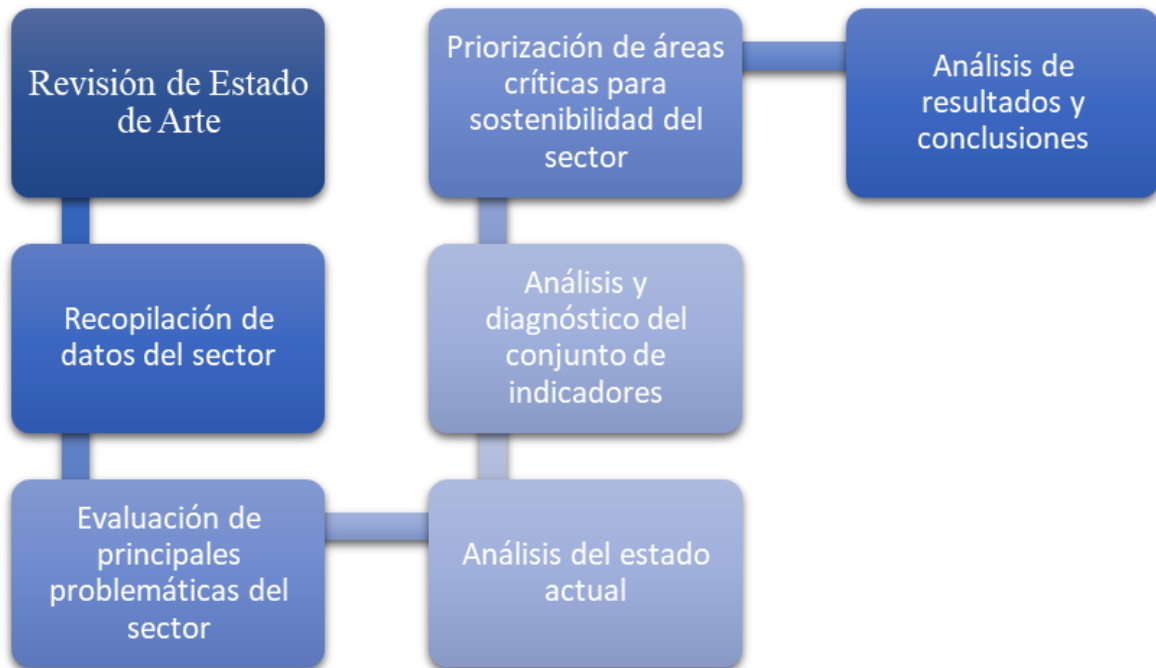 Revisión de Estado
de Arte
Recopilación de
datos del sector
Evaluación de
principales
problemáticas del
sector
Análisis del estado
actual
Análisis y
diagnóstico del
conjunto de
indicadores
Priorización de áreas
críticas para
sostenibilidad del
sector
Análisis de
resultados y
conclusiones